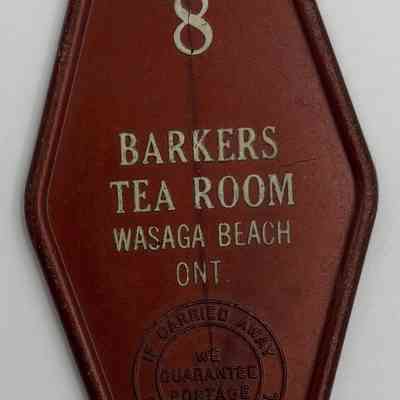 8
BARKERS
TEA ROOM
WASAGA BEACH
ONT.
IF CARRIED AWAY
WE
GUARANTEE
POSTAGE